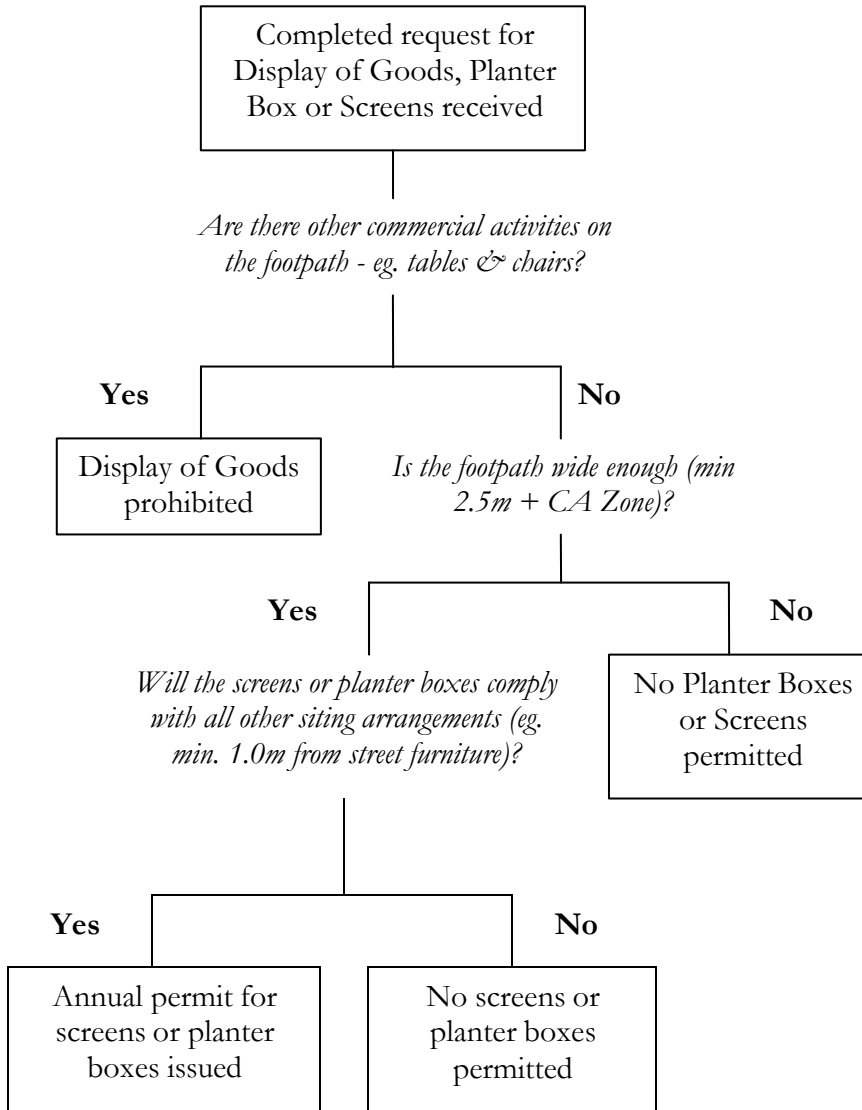 Completed request for
Display of Goods, Planter
Box or Screens received
Are there other commercial activities on
the footpath - eg. tables & chairs?
Yes
No
Display of Goods
prohibited
Is the footpath wide enough (min
2.5m + CA Zone)?
Yes
No
Will the screens or planter boxes comply
with all other siting arrangements (eg.
min. 1.0m from street furniture)?
No Planter Boxes
or Screens
permitted
Yes
No
Annual permit for
screens or planter
boxes issued
No screens or
planter boxes
permitted